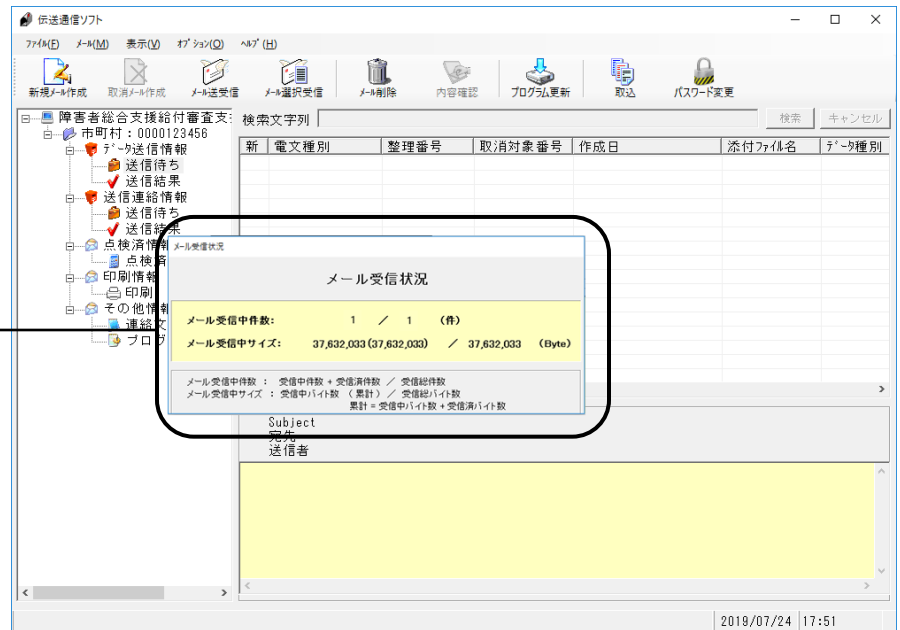 伝送通信ソフト
ﾌｧｲﾙ(F) ﾒｰﾙ(M) 表示(V) ｵﾌﾟｼｮﾝ(O) ﾍﾙﾌﾟ(H)
新規ﾒｰﾙ作成 取消ﾒｰﾙ作成 ﾒｰﾙ送受信 ﾒｰﾙ選択受信 ﾒｰﾙ削除 内容確認 ﾌﾟﾛｸﾞﾗﾑ更新 取込 ﾊﾟｽﾜｰﾄﾞ変更
障害者総合支援給付審査支
市町村：0000123456
ﾃﾞｰﾀ送信情報
送信待ち
送信結果
送信連絡情報
送信待ち
送信結果
点検済情報
点検済
印刷情報
印刷
その他情報
連絡文
プログ
検索文字列 検索 キャンセル
新 電文種別 整理番号 取消対象番号 作成日 添付ﾌｧｲﾙ名 ﾃﾞｰﾀ種別
メール受信状況
メール受信状況
メール受信中件数: 1 ／ 1 (件)
メール受信中サイズ: 37,632,033(37,632,033) ／ 37,632,033 (Byte)
メール受信中件数 ： 受信中件数 + 受信済件数 ／ 受信総件数
メール受信中サイズ ： 受信中バイト数 （累計）／ 受信総バイト数
累計 = 受信中バイト数 + 受信済バイト数
Subject
宛先
送信者
2019/07/24 17:51